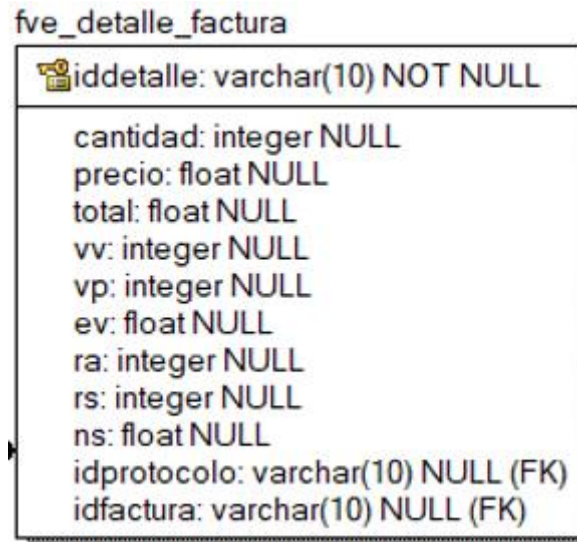 fve_detalle_factura
iddetalle: varchar(10) NOT NULL
cantidad: integer NULL
precio: float NULL
total: float NULL
vv: integer NULL
vp: integer NULL
ev: float NULL
ra: integer NULL
rs: integer NULL
ns: float NULL
idprotocolo: varchar(10) NULL (FK)
idfactura: varchar(10) NULL (FK)